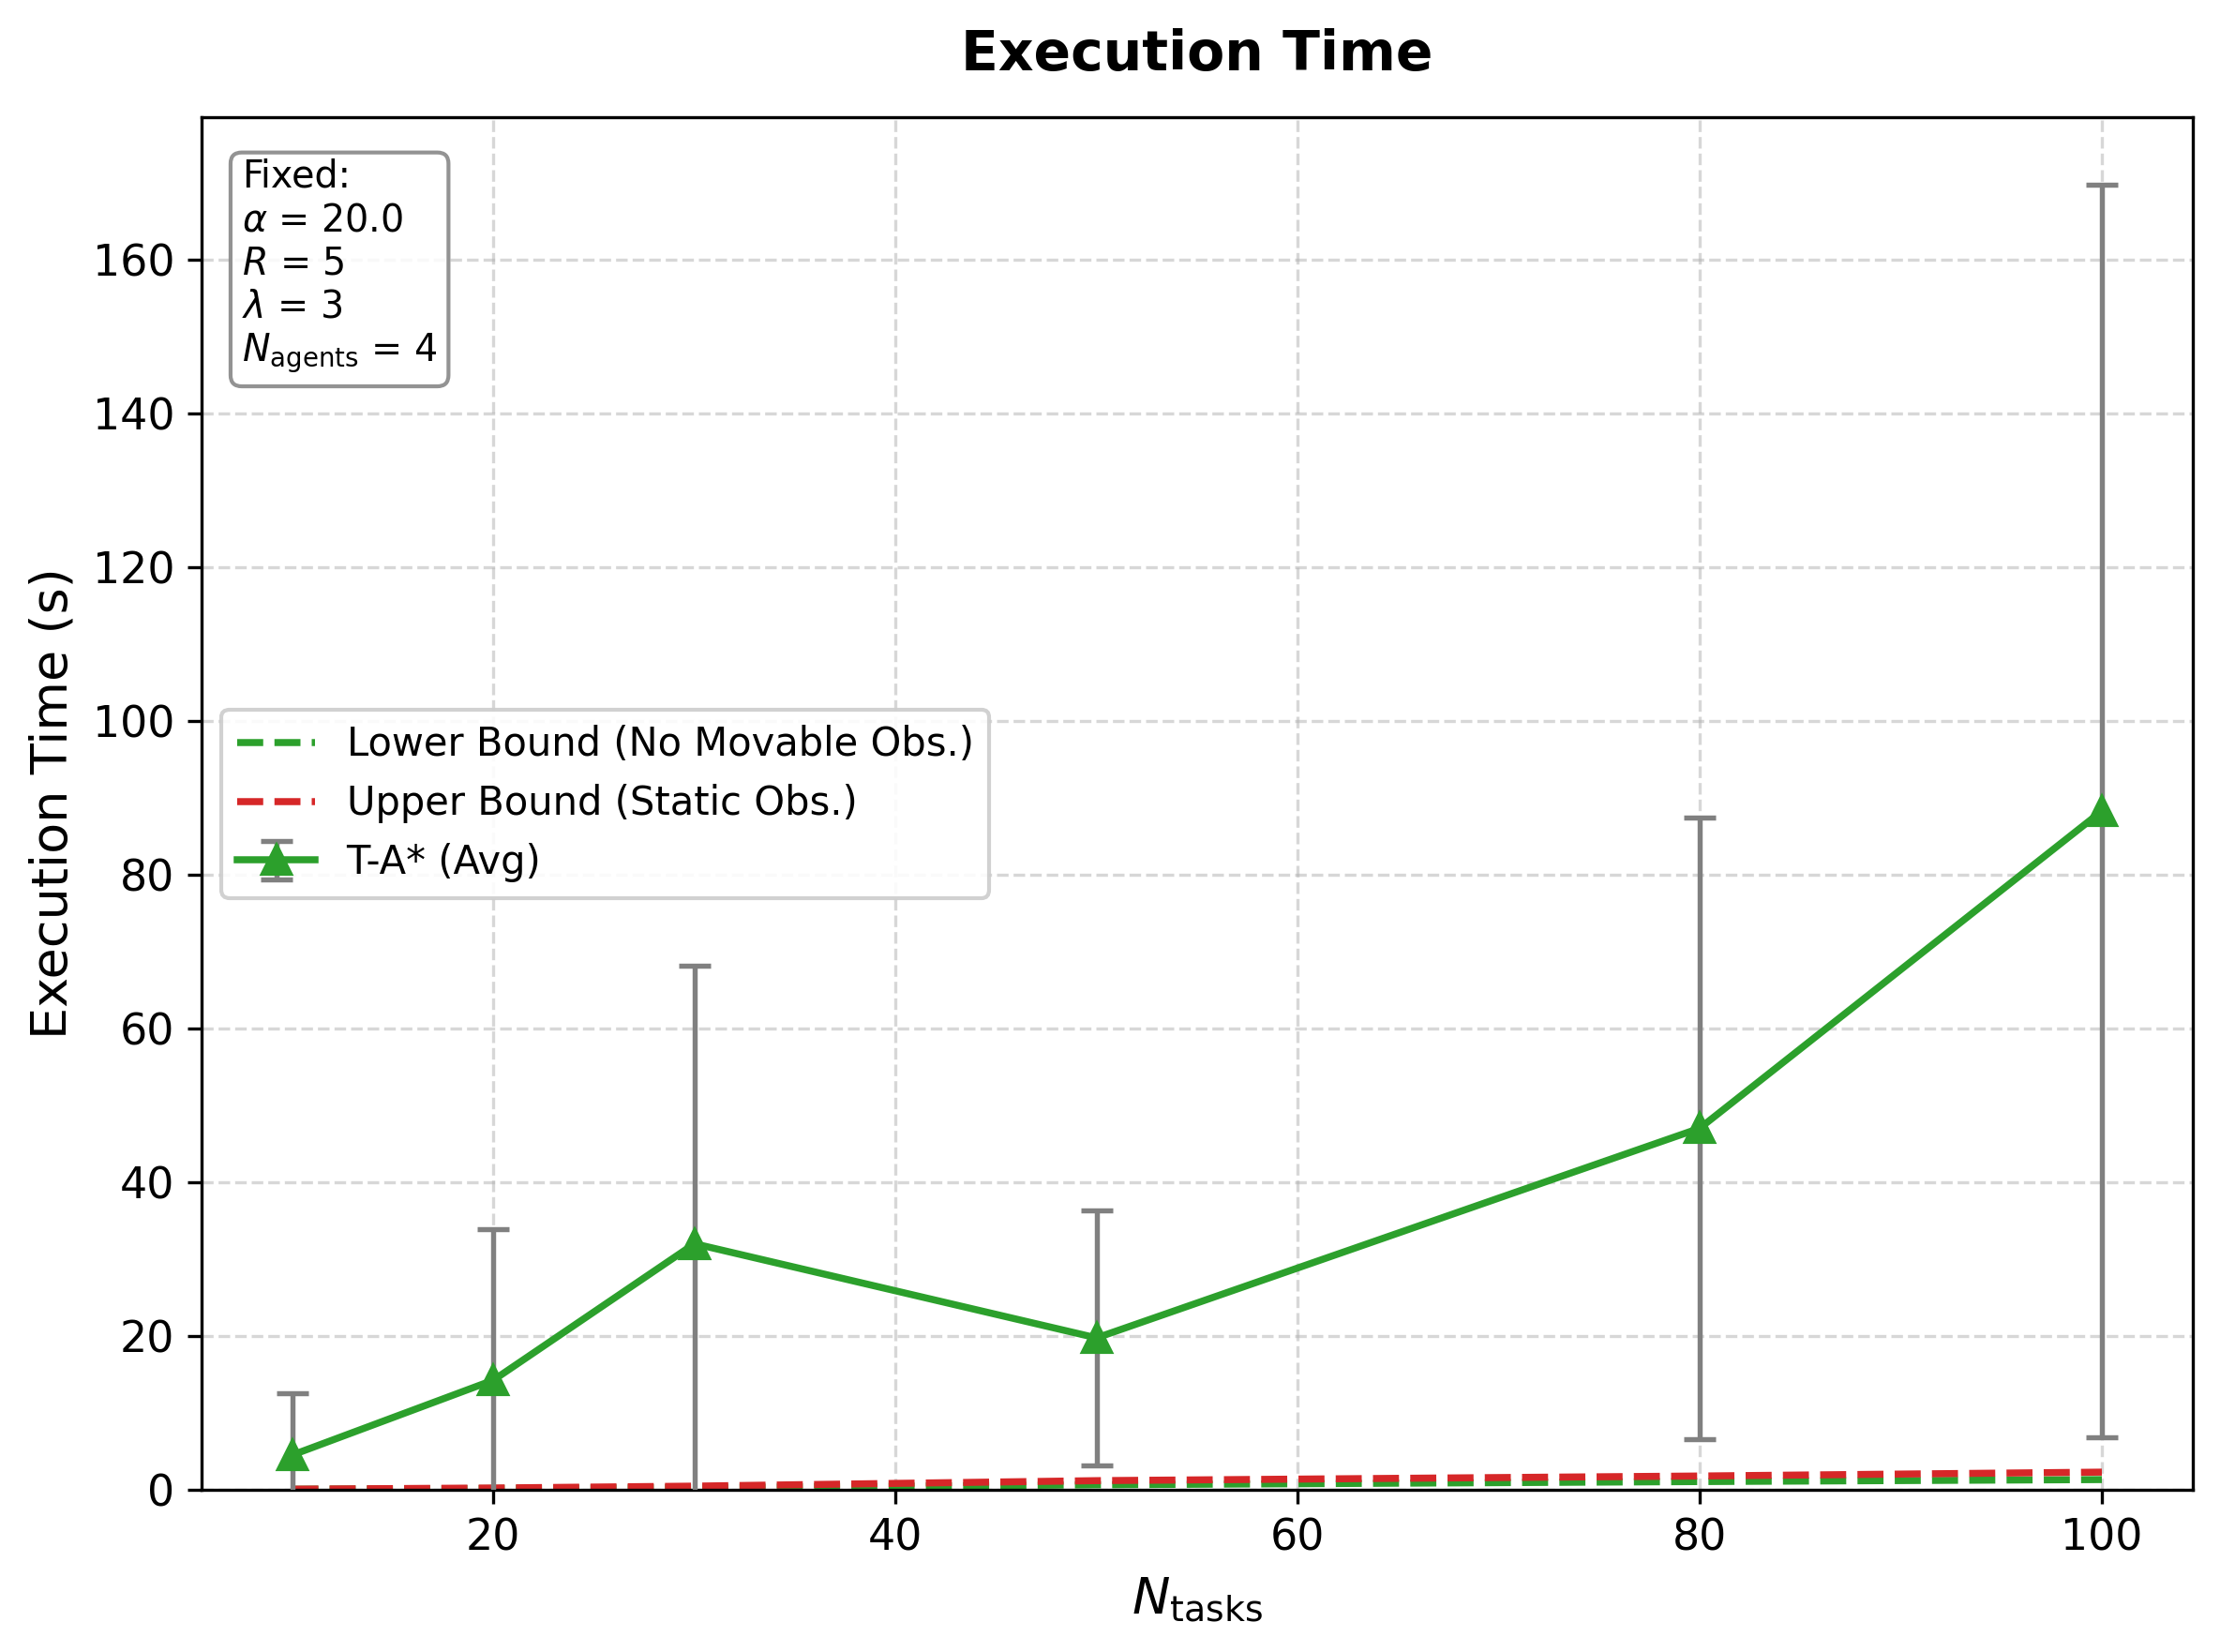 Execution Time
Fixed:
α = 20.0
R = 5
λ = 3
N_agents = 4
Execution Time (s)
160
140
120
100
80
60
40
20
0
Lower Bound (No Movable Obs.)
Upper Bound (Static Obs.)
T-A* (Avg)
20 40 60 80 100
N_tasks